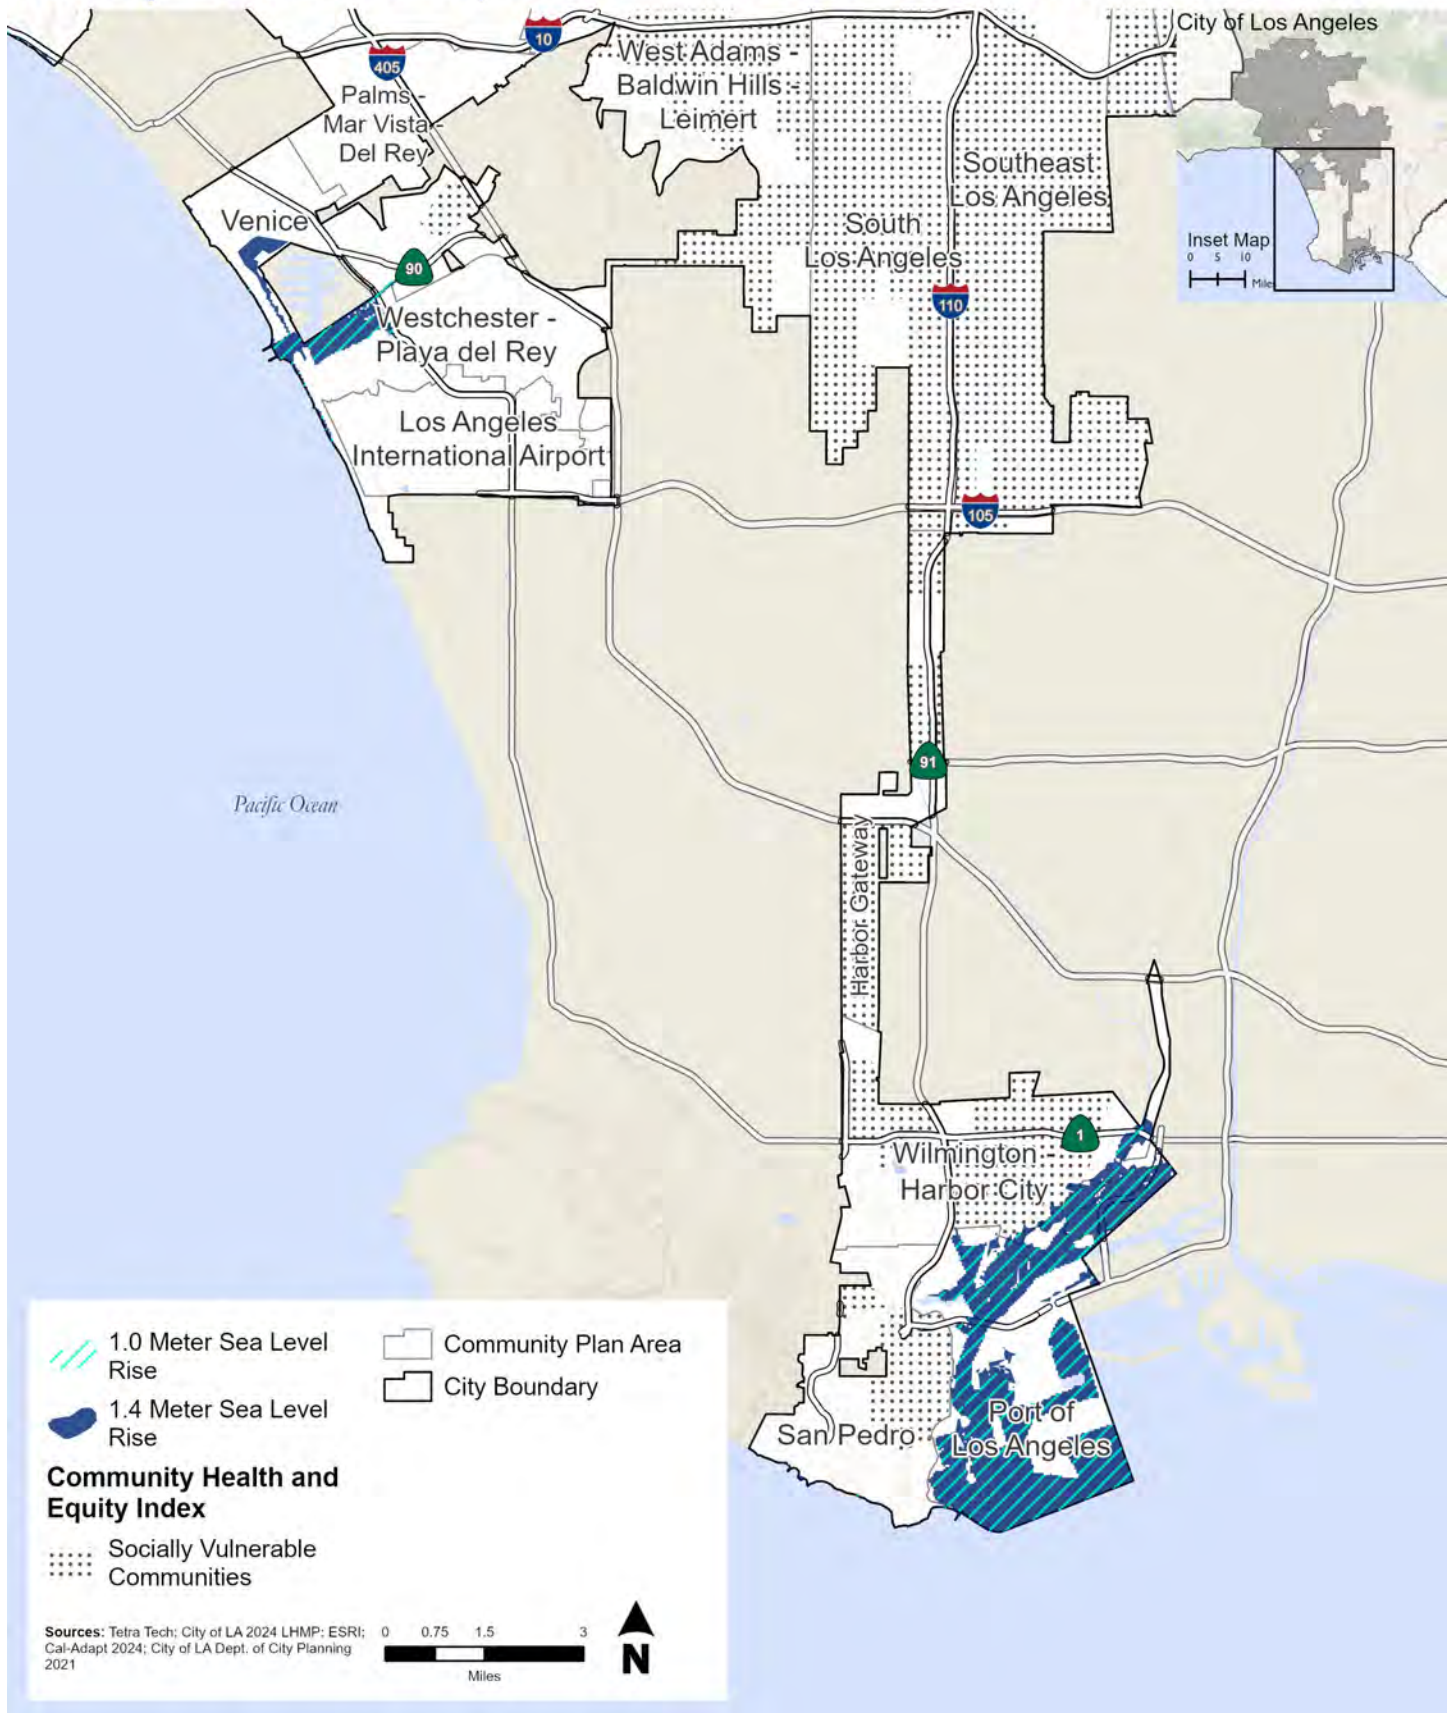 City of Los Angeles
10
405
West Adams -
Baldwin Hills -
Leimert
Palms -
Mar Vista -
Del Rey
Southeast
Los Angeles
Venice
South
Los Angeles
Inset Map
0 5 10
Mile
90
110
Westchester -
Playa del Rey
Los Angeles
International Airport
105
91
Pacific Ocean
Harbor Gateway
1
Wilmington
Harbor City
Port of
Los Angeles
San Pedro
1.0 Meter Sea Level
Rise
1.4 Meter Sea Level
Rise
Community Plan Area
City Boundary
Community Health and
Equity Index
Socially Vulnerable
Communities
Sources: Tetra Tech; City of LA 2024 LHMP; ESRI;
Cal-Adapt 2024; City of LA Dept. of City Planning
2021
0 0.75 1.5 3
Miles
N